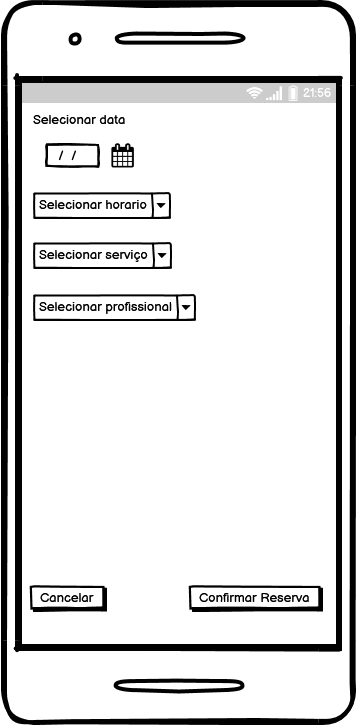 21:56
Selecionar data
/ /
Selecionar horario
Selecionar serviço
Selecionar profissional
Cancelar
Confirmar Reserva